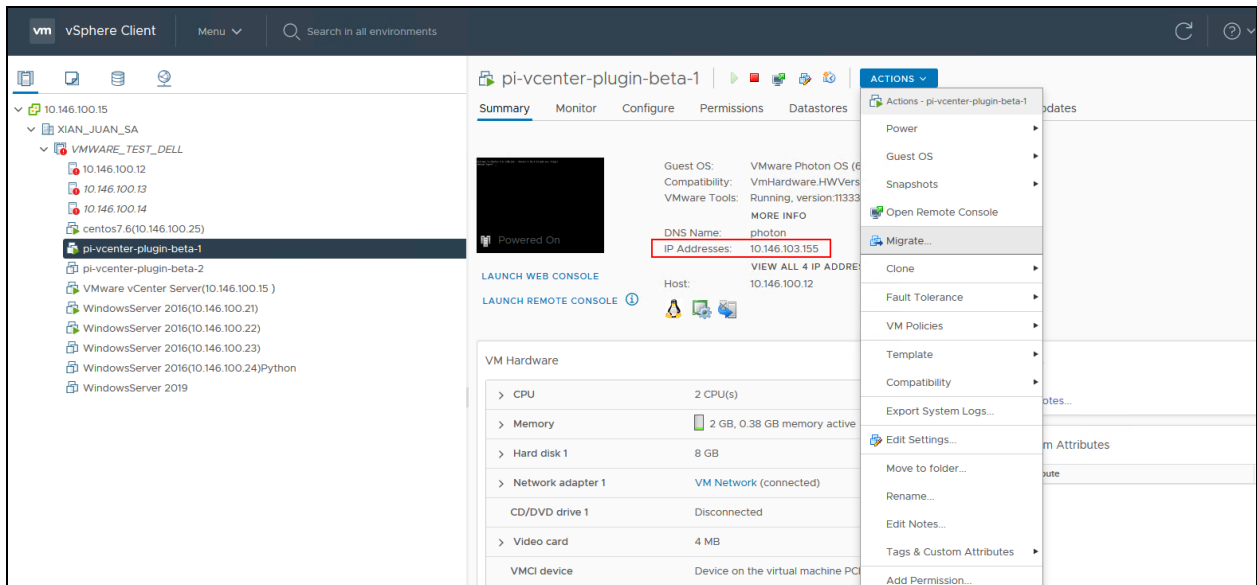 vm vSphere Client Menu Search in all environments
10.146.100.15
XIAN_JUAN_SA
VMWARE_TEST_DELL
10.146.100.12
10.146.100.13
10.146.100.14
centos7.6(10.146.100.25)
pi-vcenter-plugin-beta-1
pi-vcenter-plugin-beta-2
VMware vCenter Server(10.146.100.15 )
WindowsServer 2016(10.146.100.21)
WindowsServer 2016(10.146.100.22)
WindowsServer 2016(10.146.100.23)
WindowsServer 2016(10.146.100.24)Python
WindowsServer 2019
pi-vcenter-plugin-beta-1 ACTIONS
Summary Monitor Configure Permissions Datastores pdates
Powered On
LAUNCH WEB CONSOLE
LAUNCH REMOTE CONSOLE
Guest OS: VMware Photon OS (6
Compatibility: VmHardware.HWVers
VMware Tools: Running, version:11333
MORE INFO
DNS Name: photon
IP Addresses: 10.146.103.155
VIEW ALL 4 IP ADDRES
Host: 10.146.100.12
VM Hardware
CPU 2 CPU(s)
Memory 2 GB, 0.38 GB memory active
Hard disk 1 8 GB
Network adapter 1 VM Network (connected)
CD/DVD drive 1 Disconnected
Video card 4 MB
VMCI device Device on the virtual machine PCI
Actions - pi-vcenter-plugin-beta-1
Power
Guest OS
Snapshots
Open Remote Console
Migrate...
Clone
Fault Tolerance
VM Policies
Template
Compatibility
Export System Logs...
Edit Settings...
Move to folder...
Rename...
Edit Notes...
Tags & Custom Attributes
Add Permission...
otes...
m Attributes
bute